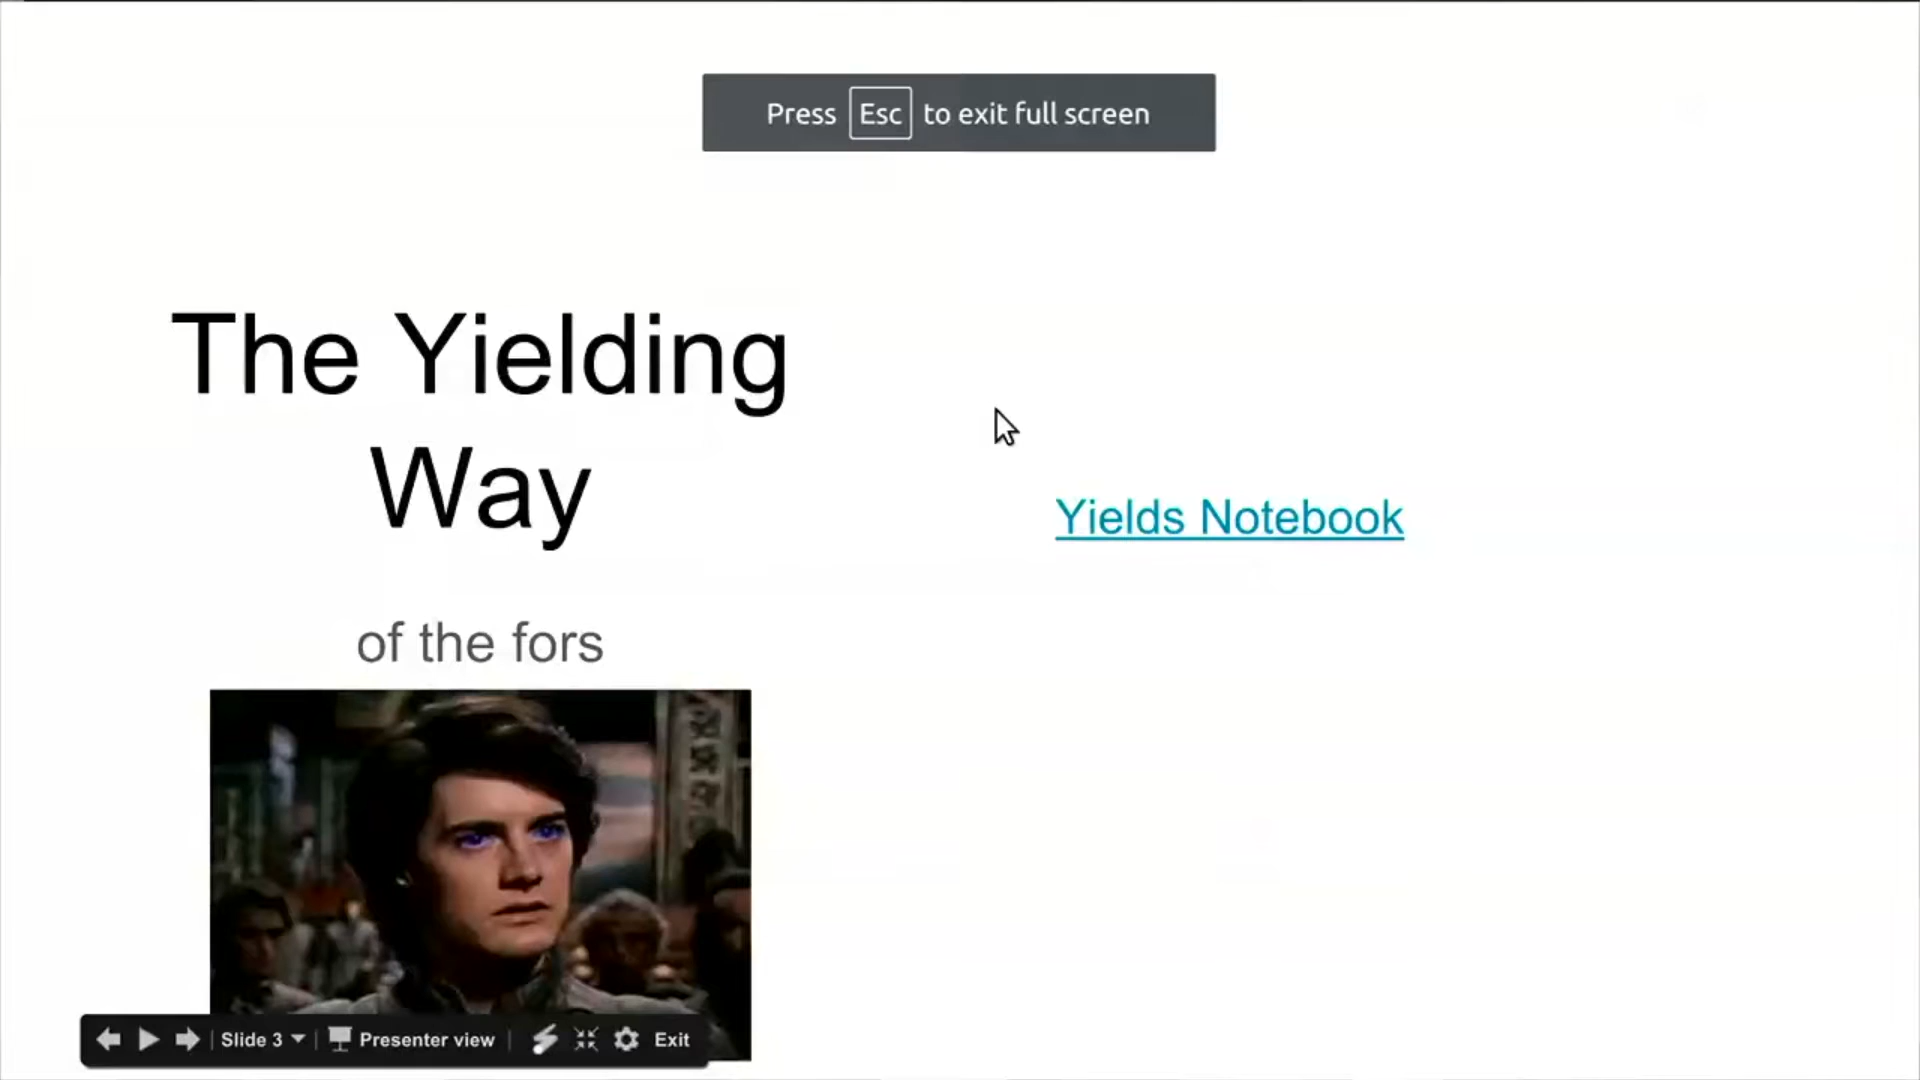 Press Esc to exit full screen
The Yielding
Way
of the fors
Yields Notebook
Slide 3
Presenter view
Exit